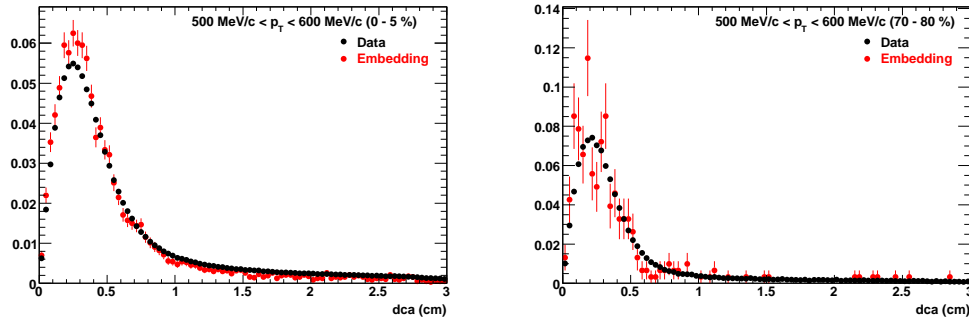 500 MeV/c < p_T < 600 MeV/c (0 - 5 %)
Data
Embedding
0.06
0.05
0.04
0.03
0.02
0.01
0
0 0.5 1 1.5 2 2.5 3
dca (cm)
500 MeV/c < p_T < 600 MeV/c (70 - 80 %)
Data
Embedding
0.14
0.12
0.1
0.08
0.06
0.04
0.02
0.00
0 0.5 1 1.5 2 2.5 3
dca (cm)